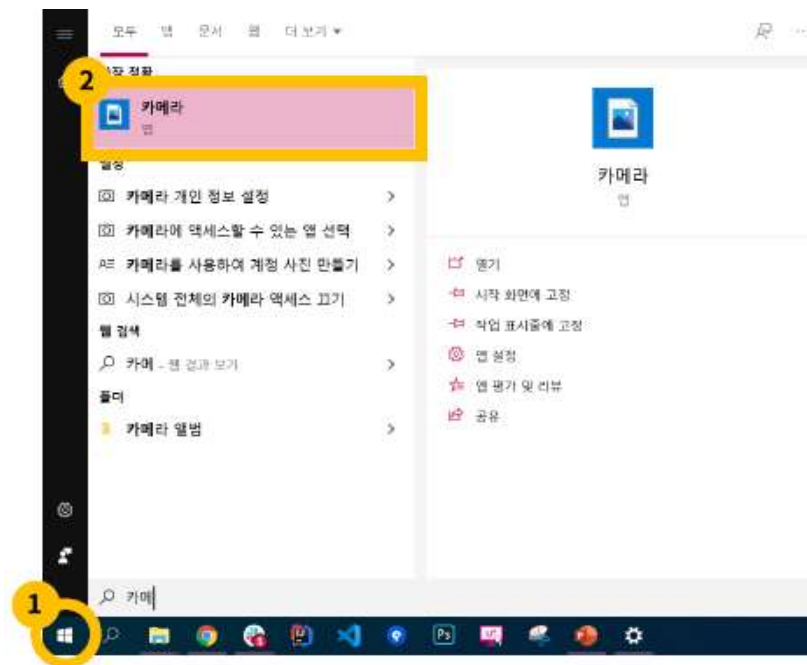 모두 앱 문서 웹 더 보기
2
카메라
앱
카메라 개인 정보 설정
카메라에 액세스할 수 있는 앱 선택
카메라를 사용하여 계정 사진 만들기
시스템 전체의 카메라 액세스 끄기
웹 검색
카메 - 웹 결과 보기
폴더
카메라 앨범
카메라
앱
열기
시작 화면에 고정
작업 표시줄에 고정
앱 설정
앱 평가 및 리뷰
공유
1
카메
Ps